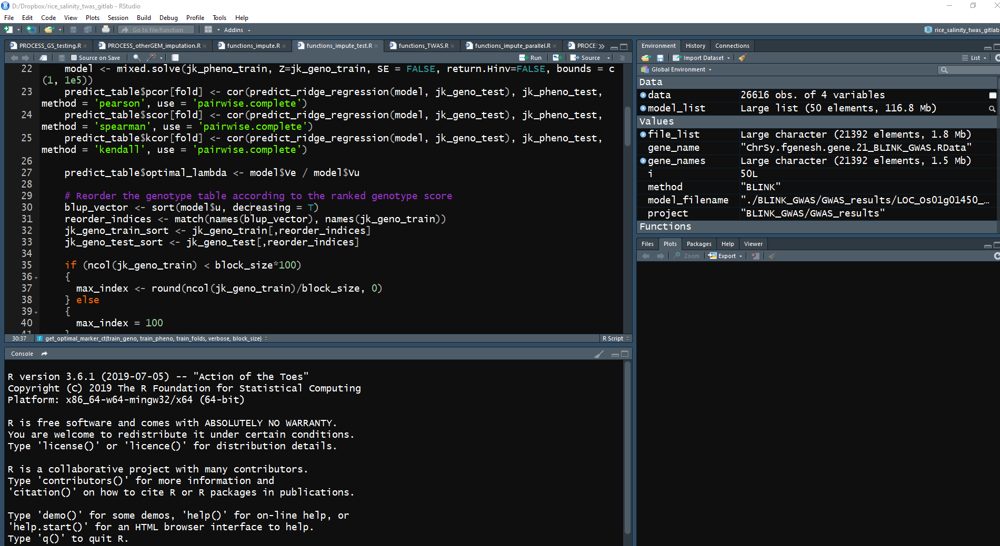 D:/Dropbox/rice_salinity_twas_gitlab - RStudio
File Edit Code View Plots Session Build Debug Profile Tools Help
Go to file/function Addins rice_salinity_twas_gitlab
PROCESS_GS_testing.R PROCESS_otherGEM_imputation.R functions_impute.R functions_impute_test.R functions_TWAS.R functions_impute_parallel.R PROCE
Source on Save Run Source
22 model <- mixed.solve(jk_pheno_train, Z=jk_geno_train, SE = FALSE, return.Hinv=FALSE, bounds = c
(1, 1e5))
23 predict_table$pcor[fold] <- cor(predict_ridge_regression(model, jk_geno_test), jk_pheno_test,
method = 'pearson', use = 'pairwise.complete')
24 predict_table$scor[fold] <- cor(predict_ridge_regression(model, jk_geno_test), jk_pheno_test,
method = 'spearman', use = 'pairwise.complete')
25 predict_table$kcor[fold] <- cor(predict_ridge_regression(model, jk_geno_test), jk_pheno_test,
method = 'kendall', use = 'pairwise.complete')
26
27 predict_table$optimal_lambda <- model$Ve / model$Vu
28
29 # Reorder the genotype table according to the ranked genotype score
30 blup_vector <- sort(model$u, decreasing = T)
31 reorder_indices <- match(names(blup_vector), names(jk_geno_train))
32 jk_geno_train_sort <- jk_geno_train[,reorder_indices]
33 jk_geno_test_sort <- jk_geno_test[,reorder_indices]
34
35 if (ncol(jk_geno_train) < block_size*100)
36 {
37 max_index <- round(ncol(jk_geno_train)/block_size, 0)
38 } else
39 {
40 max_index = 100
41 }
30:37 get_optimal_marker_ct(train_geno, train_pheno, train_folds, verbose, block_size) R Script
Console
R version 3.6.1 (2019-07-05) -- "Action of the Toes"
Copyright (C) 2019 The R Foundation for Statistical Computing
Platform: x86_64-w64-mingw32/x64 (64-bit)
R is free software and comes with ABSOLUTELY NO WARRANTY.
You are welcome to redistribute it under certain conditions.
Type 'license()' or 'licence()' for distribution details.
R is a collaborative project with many contributors.
Type 'contributors()' for more information and
'citation()' on how to cite R or R packages in publications.
Type 'demo()' for some demos, 'help()' for on-line help, or
'help.start()' for an HTML browser interface to help.
Type 'q()' to quit R.
Environment History Connections
Import Dataset List
Global Environment
Data
data 26616 obs. of 4 variables
model_list Large list (50 elements, 116.8 Mb)
Values
file_list Large character (21392 elements, 1.8 Mb)
gene_name "ChrSy.fgenesh.gene.21_BLINK_GWAS.RData"
gene_names Large character (21392 elements, 1.5 Mb)
i 50L
method "BLINK"
model_filename "./BLINK_GWAS/GWAS_results/LOC_Os01g01450_...
project "BLINK_GWAS/GWAS_results"
Functions
Files Plots Packages Help Viewer
Zoom Export